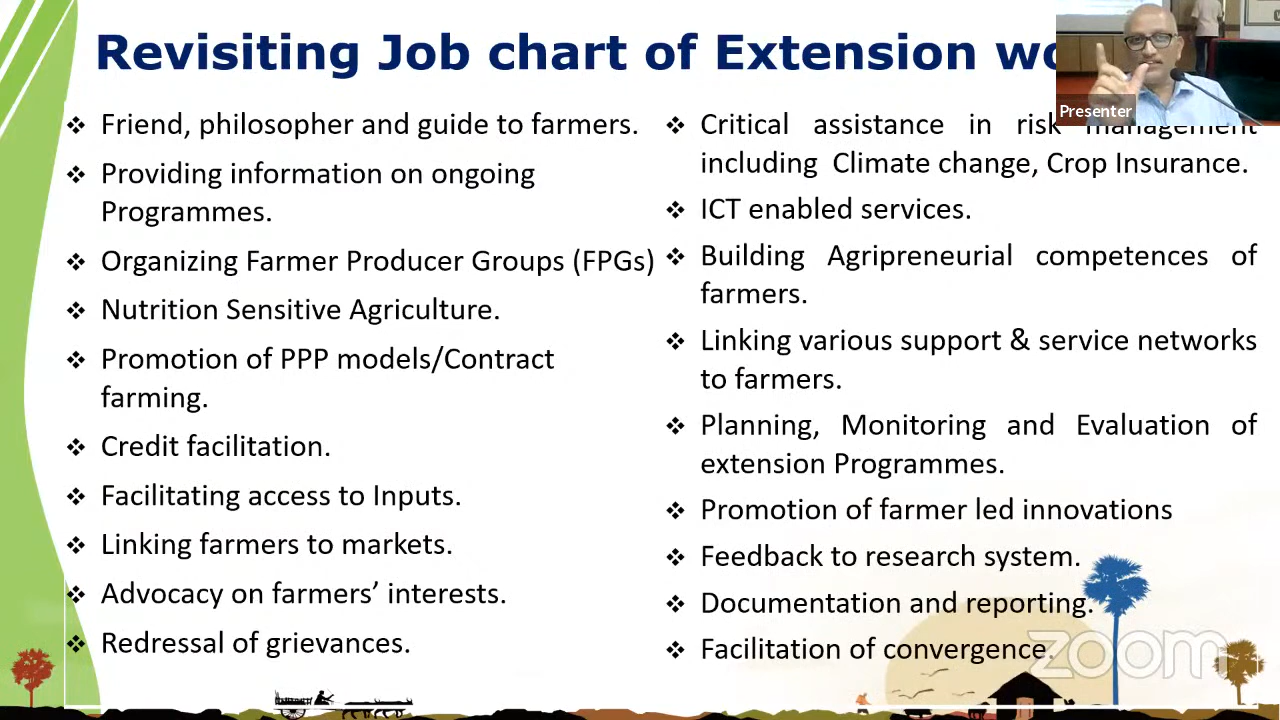 Revisiting Job chart of Extension
Presenter
❖ Friend, philosopher and guide to farmers.
❖ Providing information on ongoing
Programmes.
❖ Organizing Farmer Producer Groups (FPGs)
❖ Nutrition Sensitive Agriculture.
❖ Promotion of PPP models/Contract
farming.
❖ Credit facilitation.
❖ Facilitating access to Inputs.
❖ Linking farmers to markets.
❖ Advocacy on farmers’ interests.
❖ Redressal of grievances.
❖ Critical assistance in risk management
including Climate change, Crop Insurance.
❖ ICT enabled services.
❖ Building Agripreneurial competences of
farmers.
❖ Linking various support & service networks
to farmers.
❖ Planning, Monitoring and Evaluation of
extension Programmes.
❖ Promotion of farmer led innovations
❖ Feedback to research system.
❖ Documentation and reporting.
❖ Facilitation of convergence.
zoom